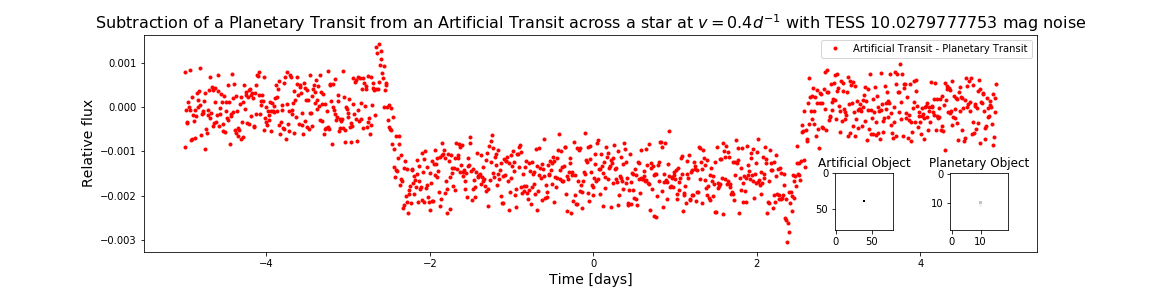 Subtraction of a Planetary Transit from an Artificial Transit across a star at v = 0.4d⁻¹ with TESS 10.0279777753 mag noise
Artificial Transit - Planetary Transit
Relative flux
0.001
0.000
−0.001
−0.002
−0.003
Artificial Object
0
50
0 50
Planetary Object
0
10
0 10
−4 −2 0 2 4
Time [days]